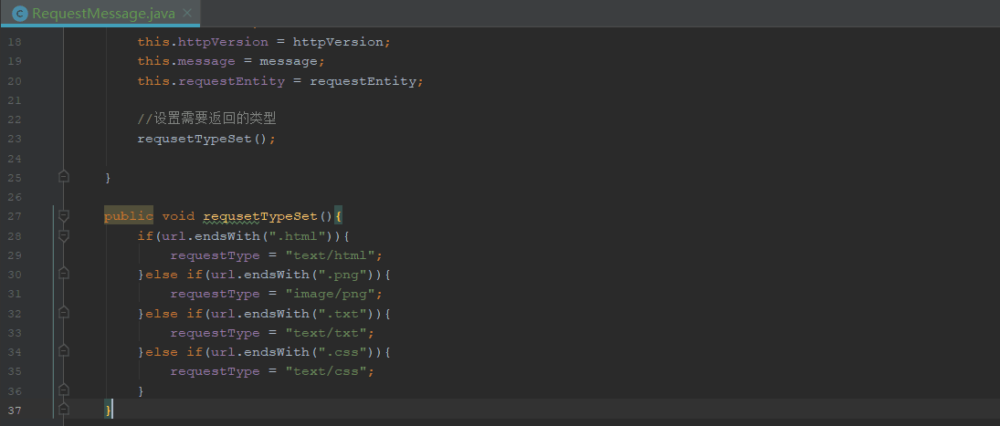 RequestMessage.java
18 this.httpVersion = httpVersion;
19 this.message = message;
20 this.requestEntity = requestEntity;
21
22 //设置需要返回的类型
23 requsetTypeSet();
24
25 }
26
27 public void requsetTypeSet(){
28 if(url.endsWith(".html")){
29 requestType = "text/html";
30 }else if(url.endsWith(".png")){
31 requestType = "image/png";
32 }else if(url.endsWith(".txt")){
33 requestType = "text/txt";
34 }else if(url.endsWith(".css")){
35 requestType = "text/css";
36 }
37 }